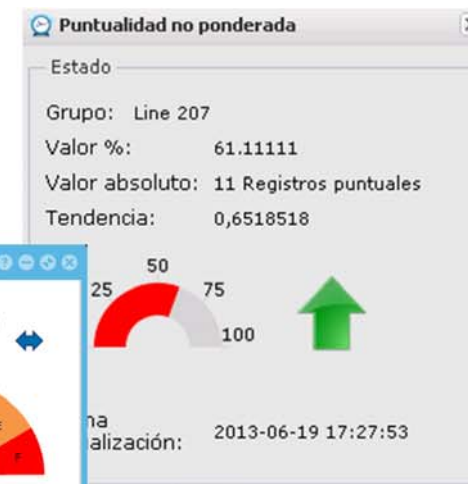 Puntualidad no ponderada
Estado
Grupo: Line 207
Valor %: 61.11111
Valor absoluto: 11 Registros puntuales
Tendencia: 0,6518518
50
25 75
100
E
F
alización: 2013-06-19 17:27:53